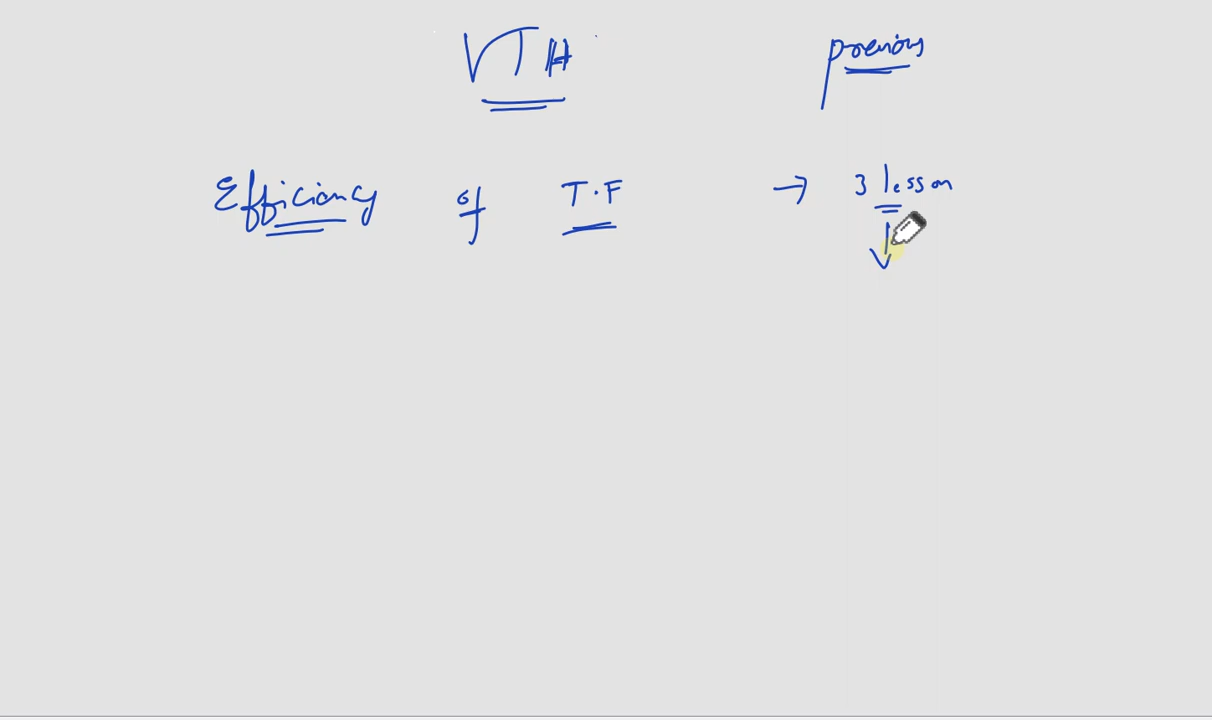 VTH previous
Efficiency of T.F → 3 lesson
↓